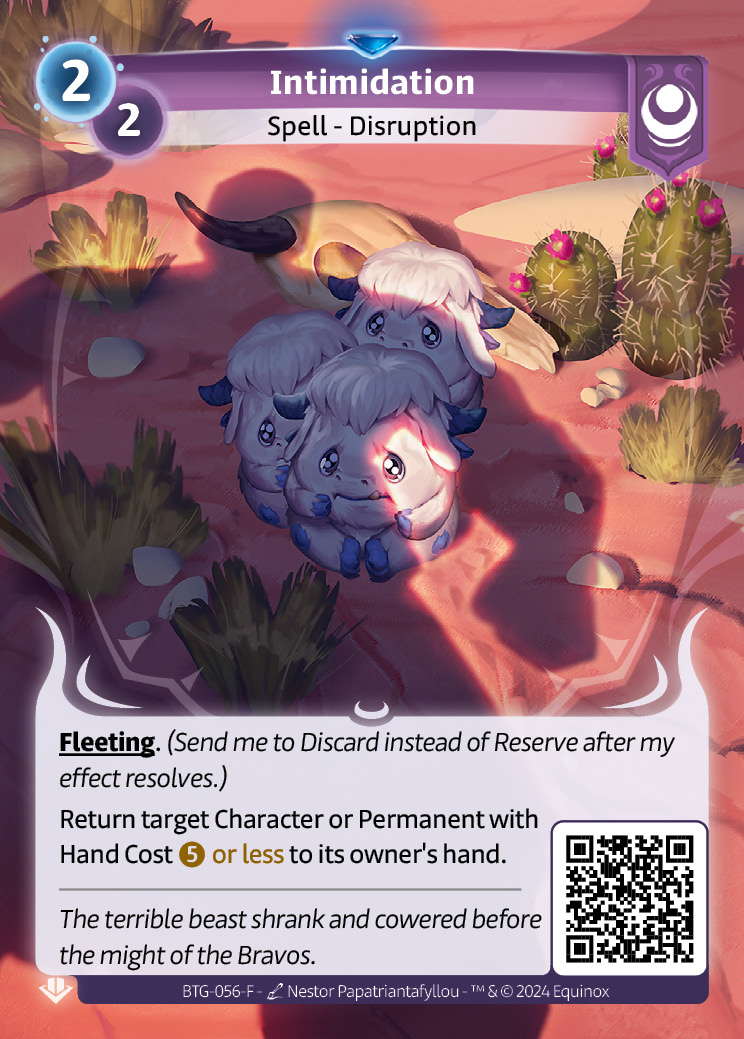 2
Intimidation
2
Spell - Disruption
Fleeting. (Send me to Discard instead of Reserve after my
effect resolves.)
Return target Character or Permanent with
Hand Cost 5 or less to its owner's hand.
The terrible beast shrank and cowered before
the might of the Bravos.
BTG-056-F - Nestor Papatriantafyllou - ™ & © 2024 Equinox